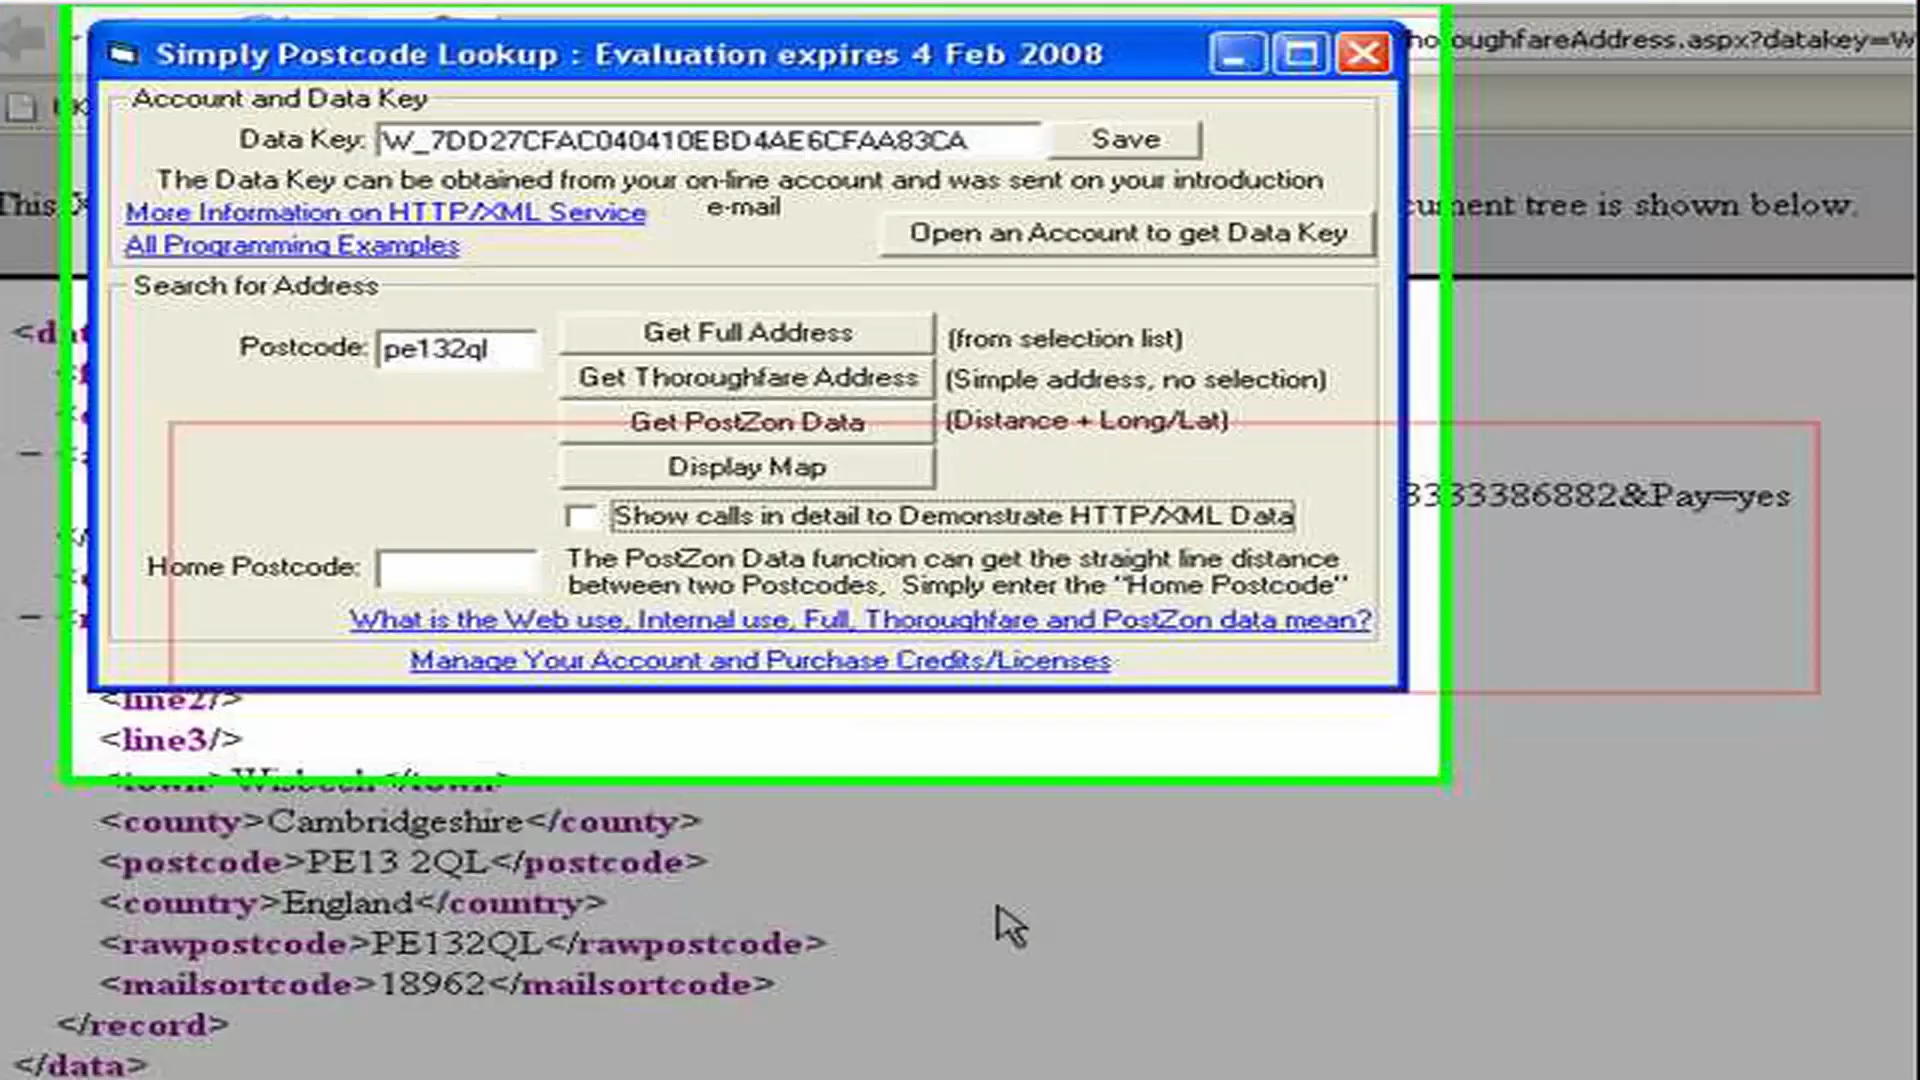 Simply Postcode Lookup : Evaluation expires 4 Feb 2008
oughfareAddress.aspx?datakey=W
Account and Data Key
Data Key: W_7DD27CFAC040410EBD4AE6CFAA83CA Save
The Data Key can be obtained from your on-line account and was sent on your introduction
e-mail
This
cument tree is shown below.
More Information on HTTP/XML Service
Open an Account to get Data Key
All Programming Examples
Search for Address
<da
Postcode: pe132ql Get Full Address (from selection list)
Get Thoroughfare Address (Simple address, no selection)
Get PostZon Data (Distance + Long/Lat)
Display Map
3333386882&Pay=yes
Show calls in detail to Demonstrate HTTP/XML Data
Home Postcode: The PostZon Data function can get the straight line distance
between two Postcodes, Simply enter the "Home Postcode"
What is the Web use, Internal use, Full, Thoroughfare and PostZon data mean?
Manage Your Account and Purchase Credits/Licenses
<line2/>
<line3/>
<town>Wisbech</town>
<county>Cambridgeshire</county>
<postcode>PE13 2QL</postcode>
<country>England</country>
<rawpostcode>PE132QL</rawpostcode>
<mailsortcode>18962</mailsortcode>
</record>
</data>